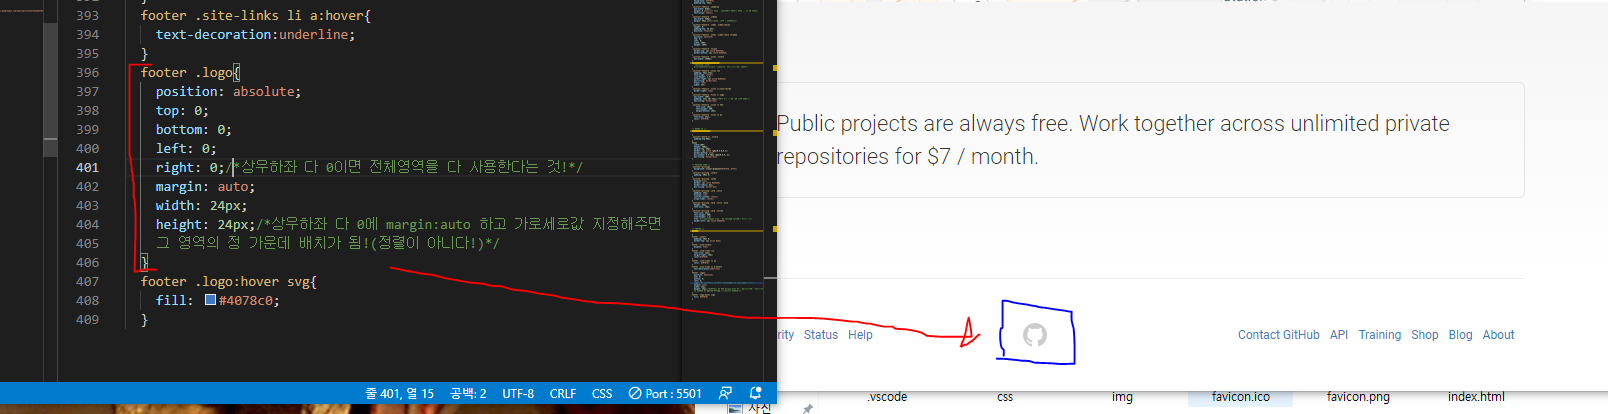 393 footer .site-links li a:hover{
394 text-decoration:underline;
395 }
396 footer .logo{
397 position: absolute;
398 top: 0;
399 bottom: 0;
400 left: 0;
401 right: 0;/*상우하좌 다 0이면 전체영역을 다 사용한다는 것!*/
402 margin: auto;
403 width: 24px;
404 height: 24px;/*상우하좌 다 0에 margin:auto 하고 가로세로값 지정해주면
405 그 영역의 정 가운데 배치가 됨!(정렬이 아니다!)*/
406 }
407 footer .logo:hover svg{
408 fill: #4078c0;
409 }
줄 401, 열 15 공백: 2 UTF-8 CRLF CSS Port : 5501
Public projects are always free. Work together across unlimited private
repositories for $7 / month.
rity Status Help Contact GitHub API Training Shop Blog About
사진 .vscode css img favicon.ico favicon.png index.html